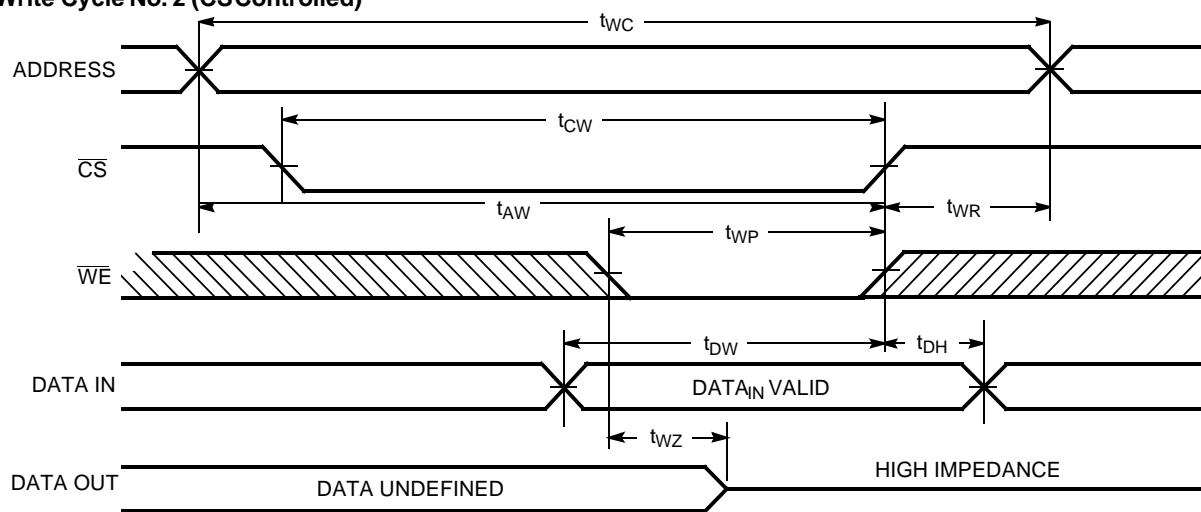 Write Cycle No. 2 (CS Controlled)
tWC
ADDRESS
tCW
CS
tAW
tWR
tWP
WE
tDW
tDH
DATA IN
DATAIN VALID
tWZ
HIGH IMPEDANCE
DATA OUT
DATA UNDEFINED